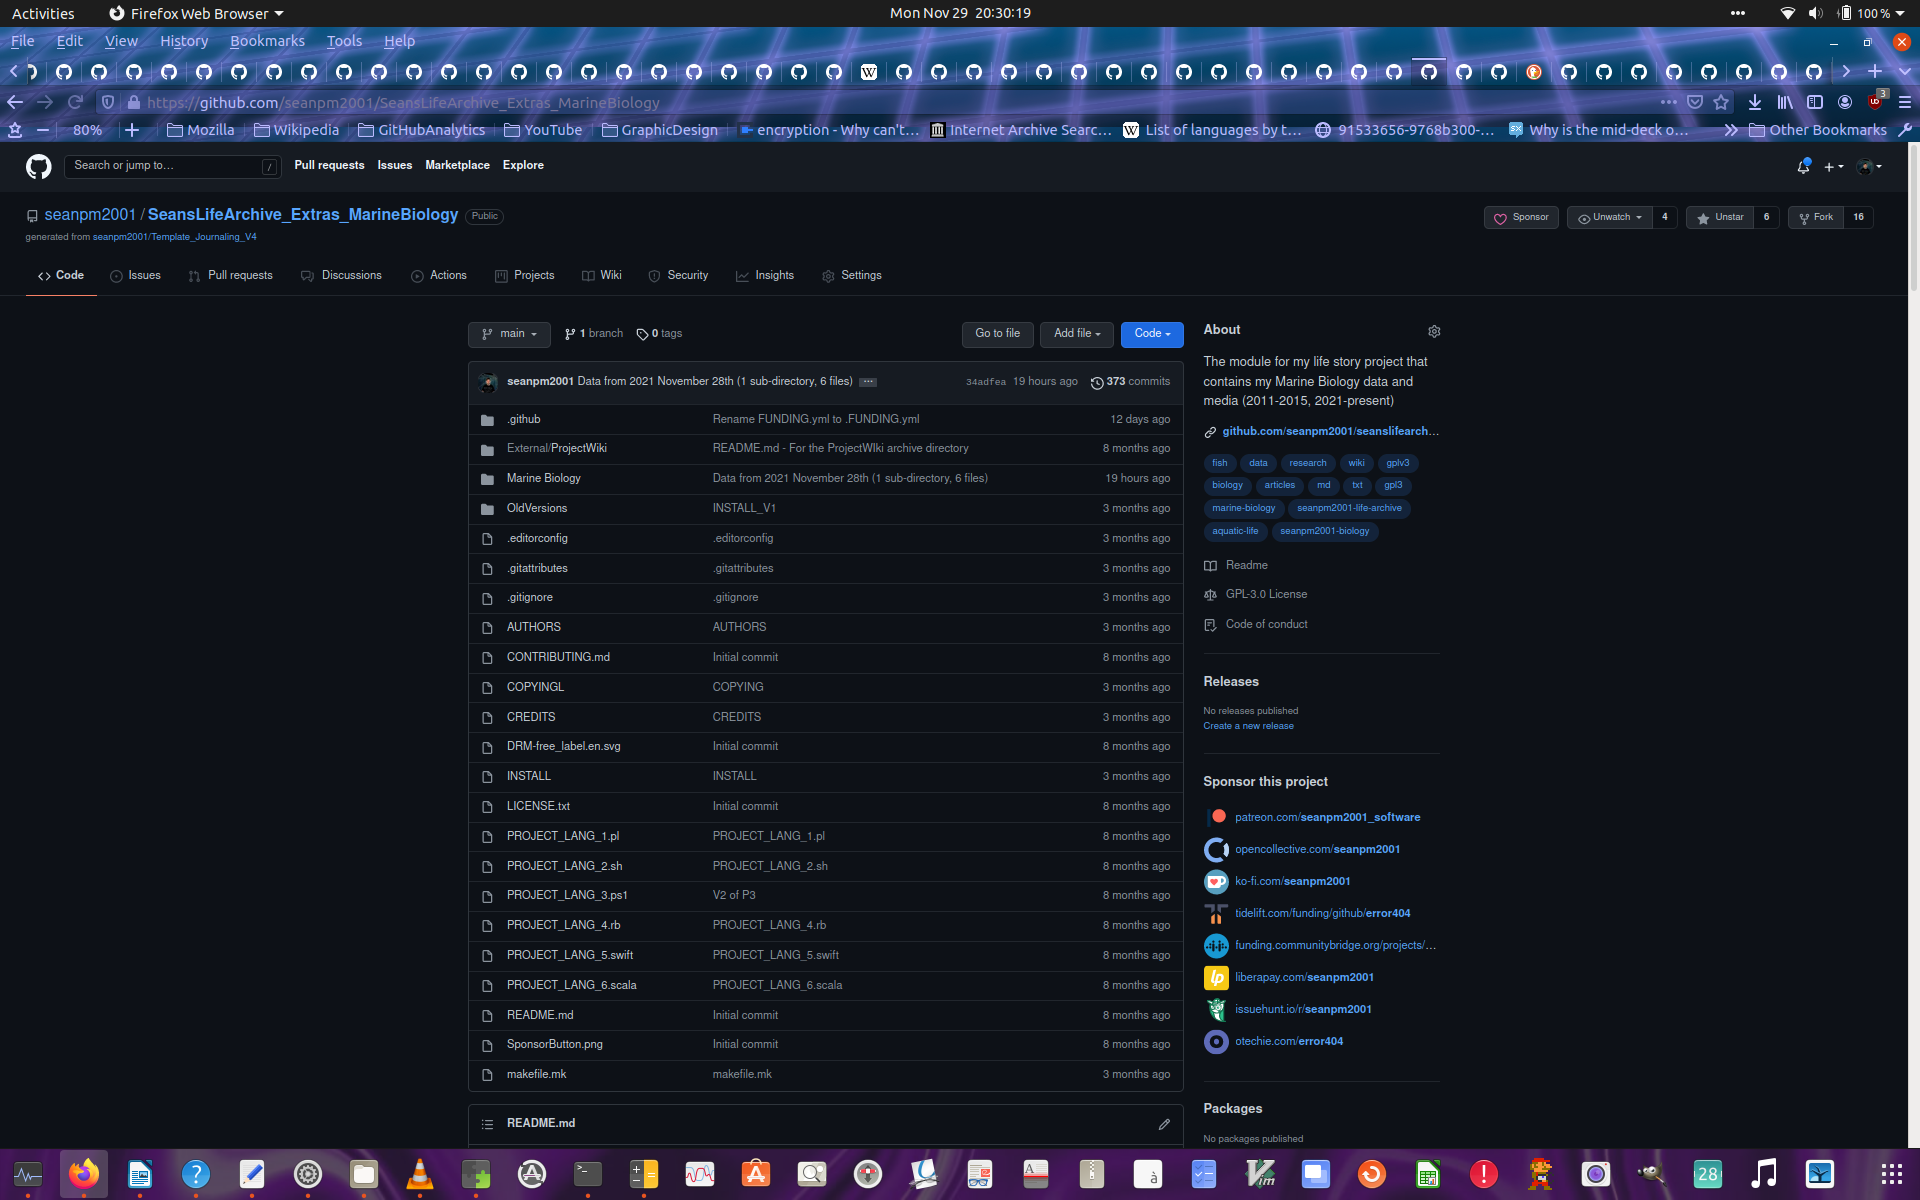 Activities
Firefox Web Browser
Mon Nov 29 20:30:19
100 %
File Edit View History Bookmarks Tools Help
https://github.com/seanpm2001/SeansLifeArchive_Extras_MarineBiology
3
80%
Mozilla
Wikipedia
GitHubAnalytics
YouTube
GraphicDesign
encryption - Why can't…
Internet Archive Searc…
List of languages by t…
91533656-9768b300-…
Why is the mid-deck o…
Other Bookmarks
Search or jump to…
/
Pull requests Issues Marketplace Explore
seanpm2001 / SeansLifeArchive_Extras_MarineBiology Public
generated from seanpm2001/Template_Journaling_V4
Sponsor
Unwatch 4
Unstar 6
Fork 16
Code Issues Pull requests Discussions Actions Projects Wiki Security Insights Settings
main 1 branch 0 tags
Go to file Add file Code
seanpm2001 Data from 2021 November 28th (1 sub-directory, 6 files) 34adfea 19 hours ago 373 commits
.github Rename FUNDING.yml to .FUNDING.yml 12 days ago
External/ProjectWiki README.md - For the ProjectWIki archive directory 8 months ago
Marine Biology Data from 2021 November 28th (1 sub-directory, 6 files) 19 hours ago
OldVersions INSTALL_V1 3 months ago
.editorconfig .editorconfig 3 months ago
.gitattributes .gitattributes 3 months ago
.gitignore .gitignore 3 months ago
AUTHORS AUTHORS 3 months ago
CONTRIBUTING.md Initial commit 8 months ago
COPYINGL COPYING 3 months ago
CREDITS CREDITS 3 months ago
DRM-free_label.en.svg Initial commit 8 months ago
INSTALL INSTALL 3 months ago
LICENSE.txt Initial commit 8 months ago
PROJECT_LANG_1.pl PROJECT_LANG_1.pl 8 months ago
PROJECT_LANG_2.sh PROJECT_LANG_2.sh 8 months ago
PROJECT_LANG_3.ps1 V2 of P3 8 months ago
PROJECT_LANG_4.rb PROJECT_LANG_4.rb 8 months ago
PROJECT_LANG_5.swift PROJECT_LANG_5.swift 8 months ago
PROJECT_LANG_6.scala PROJECT_LANG_6.scala 8 months ago
README.md Initial commit 8 months ago
SponsorButton.png Initial commit 8 months ago
makefile.mk makefile.mk 3 months ago
README.md
About
The module for my life story project that
contains my Marine Biology data and
media (2011-2015, 2021-present)
github.com/seanpm2001/seanslifearch…
fish data research wiki gplv3
biology articles md txt gpl3
marine-biology seanpm2001-life-archive
aquatic-life seanpm2001-biology
Readme
GPL-3.0 License
Code of conduct
Releases
No releases published
Create a new release
Sponsor this project
patreon.com/seanpm2001_software
opencollective.com/seanpm2001
ko-fi.com/seanpm2001
tidelift.com/funding/github/error404
funding.communitybridge.org/projects/…
liberapay.com/seanpm2001
issuehunt.io/r/seanpm2001
otechie.com/error404
Packages
No packages published
28